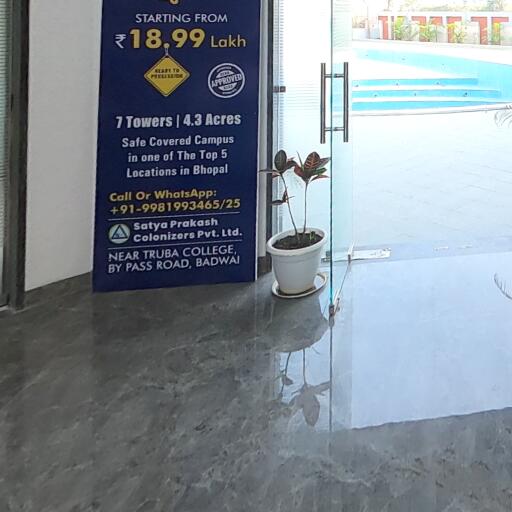 STARTING FROM
₹18.99 Lakh
READY TO
POSSESSION
APPROVED
7 Towers | 4.3 Acres
Safe Covered Campus
in one of The Top 5
Locations in Bhopal
Call Or WhatsApp:
+91-9981993465/25
Satya Prakash
Colonizers Pvt. Ltd.
NEAR TRUBA COLLEGE,
BY PASS ROAD, BADWAI